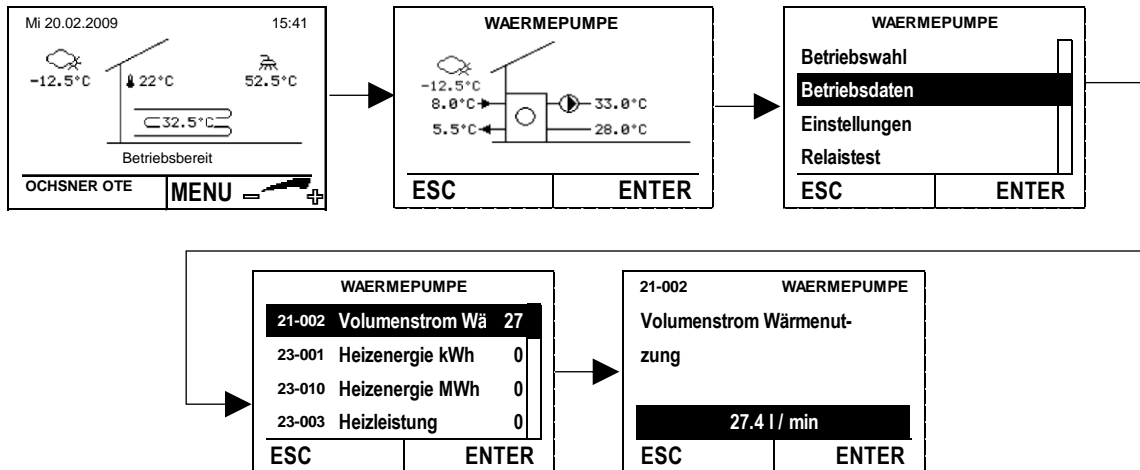 Mi 20.02.2009 15:41
-12.5°C 22°C 52.5°C
32.5°C
Betriebsbereit
OCHSNER OTE MENU
WAERMEPUMPE
-12.5°C
8.0°C 33.0°C
5.5°C 28.0°C
ESC ENTER
WAERMEPUMPE
Betriebswahl
Betriebsdaten
Einstellungen
Relaistest
ESC ENTER
WAERMEPUMPE
21-002 Volumenstrom Wä 27
23-001 Heizenergie kWh 0
23-010 Heizenergie MWh 0
23-003 Heizleistung 0
ESC ENTER
21-002 WAERMEPUMPE
Volumenstrom Wärmenut-
zung
27.4 l / min
ESC ENTER